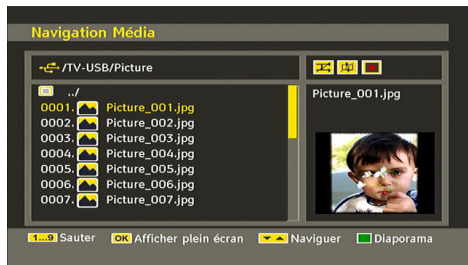 Navigation Média
/TV-USB/Picture
../
Picture_001.jpg
0001. Picture_001.jpg
0002. Picture_002.jpg
0003. Picture_003.jpg
0004. Picture_004.jpg
0005. Picture_005.jpg
0006. Picture_006.jpg
0007. Picture_007.jpg
1...9 Sauter OK Afficher plein écran Naviguer Diaporama